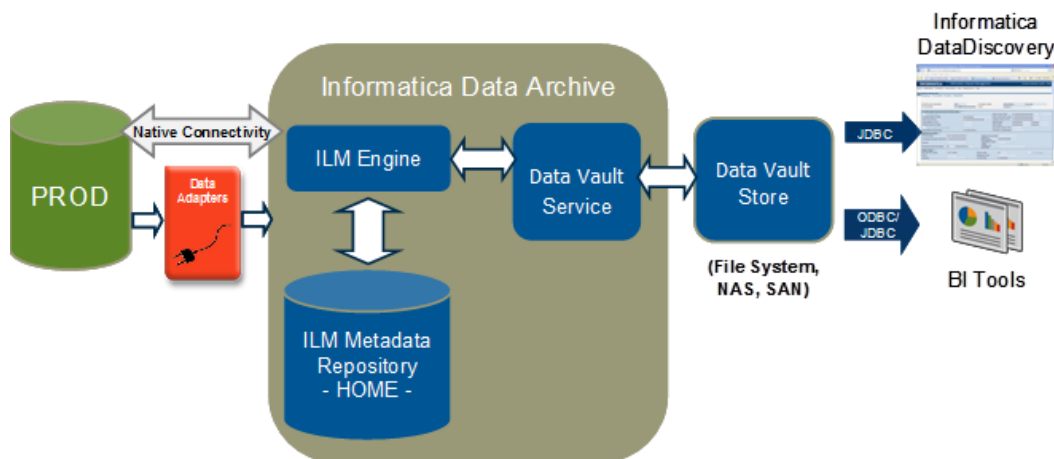 Informatica
DataDiscovery
Informatica Data Archive
Native Connectivity
ILM Engine
JDBC
PROD
Data
Adapters
Data Vault
Service
Data Vault
Store
ODBC/
JDBC
(File System,
NAS, SAN)
BI Tools
ILM Metadata
Repository
- HOME -